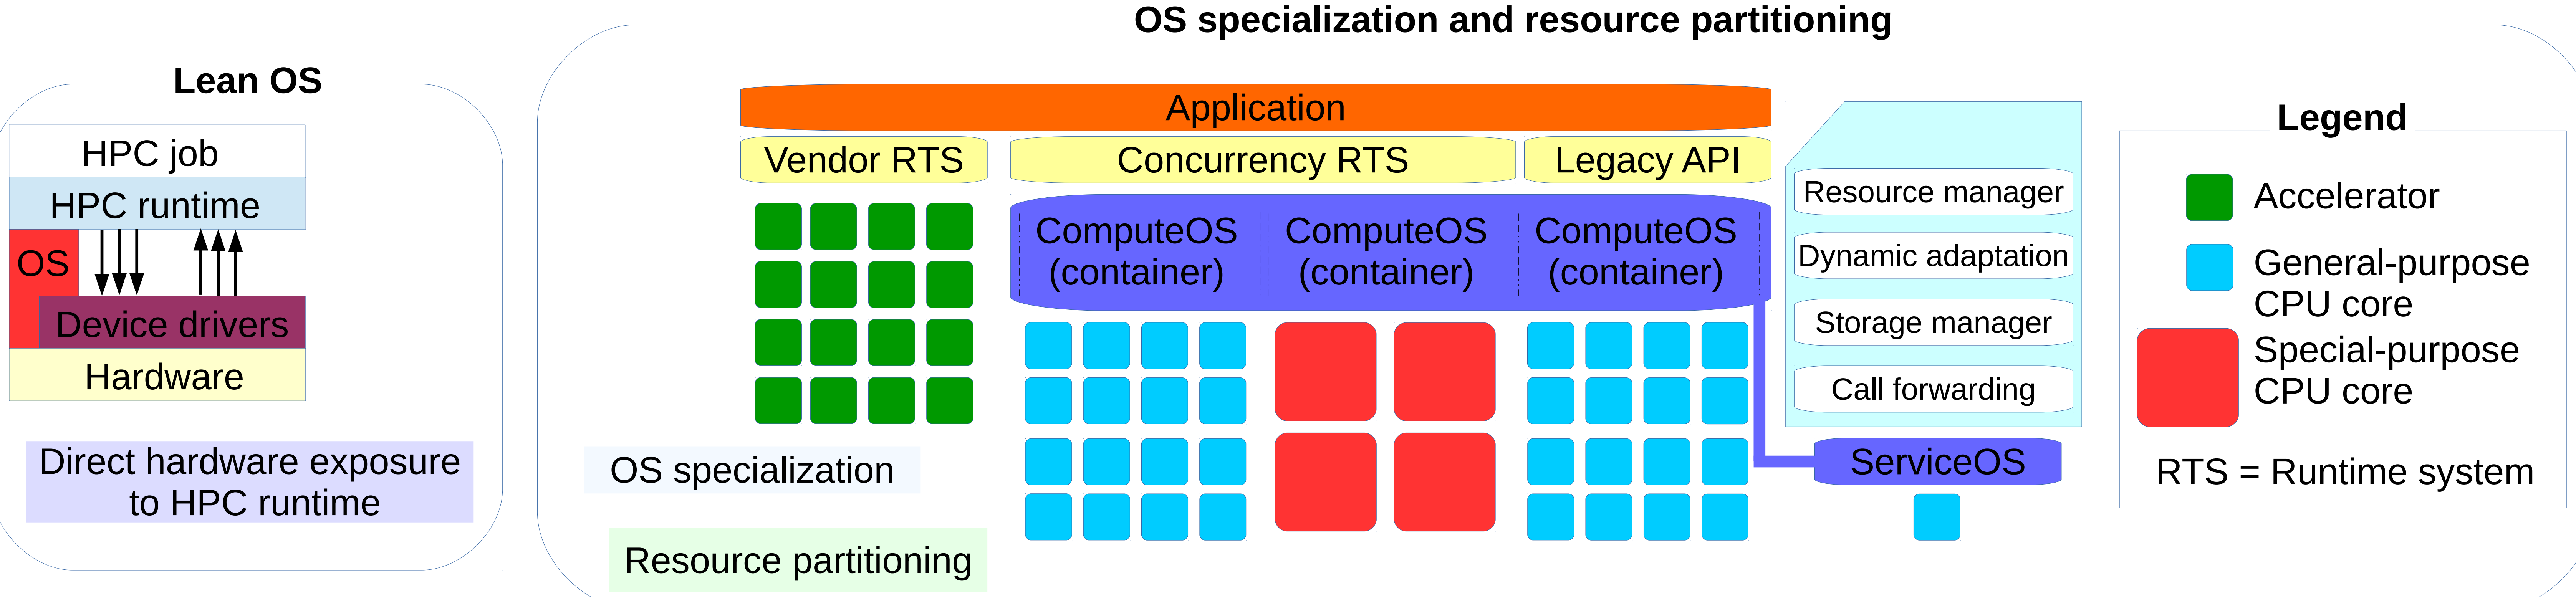 OS specialization and resource partitioning
Lean OS
HPC job
HPC runtime
OS
Device drivers
Hardware
Direct hardware exposure
to HPC runtime
Application
Vendor RTS
Concurrency RTS
Legacy API
ComputeOS
(container)
ComputeOS
(container)
ComputeOS
(container)
OS specialization
Resource partitioning
Resource manager
Dynamic adaptation
Storage manager
Call forwarding
ServiceOS
Legend
Accelerator
General-purpose
CPU core
Special-purpose
CPU core
RTS = Runtime system